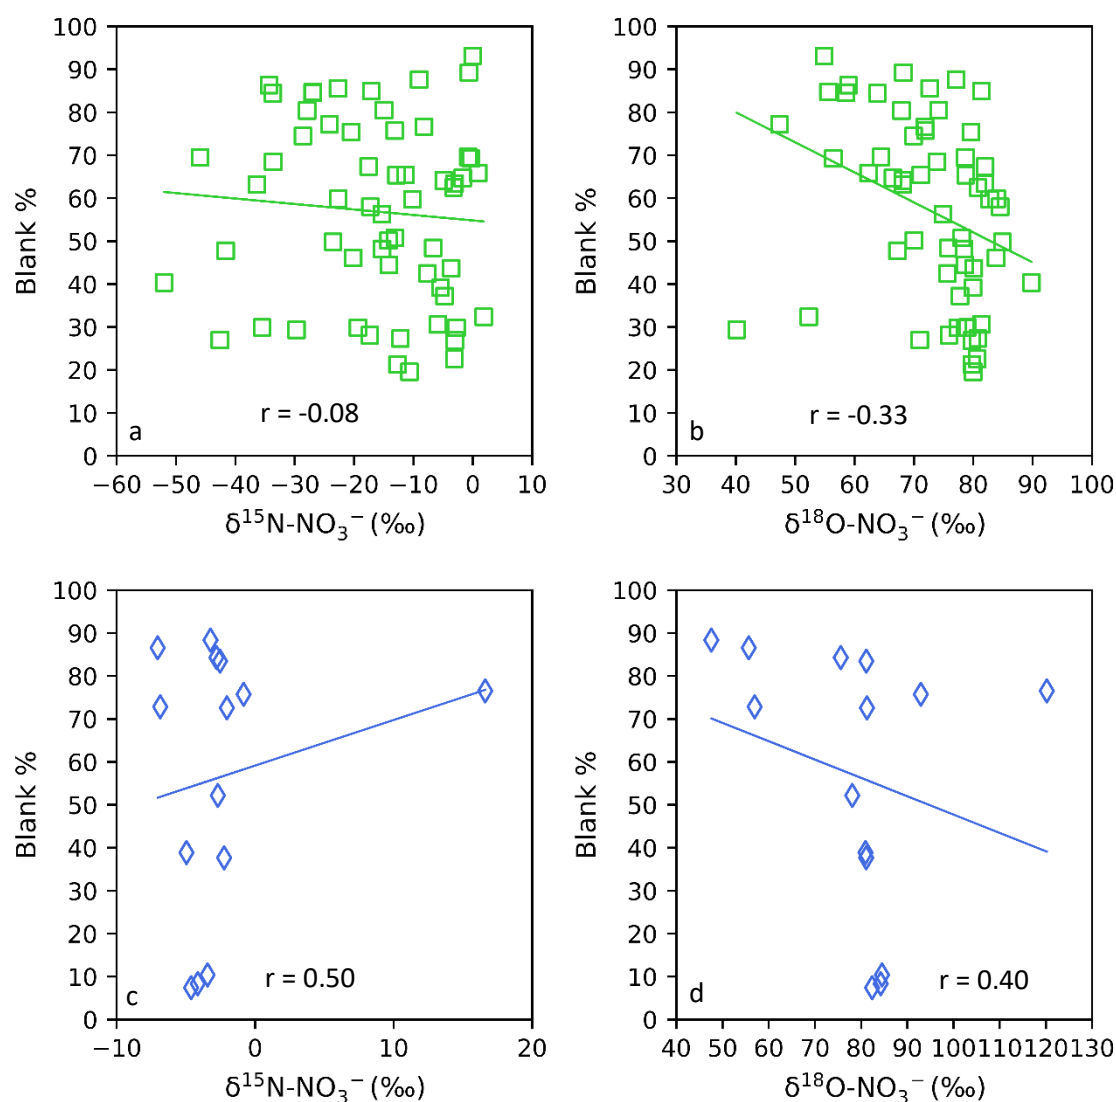 100
90
80
70
60
50
40
30
20
10
0
Blank %
a
r = -0.08
−60 −50 −40 −30 −20 −10 0 10
δ¹⁵N-NO₃⁻ (‰)
100
90
80
70
60
50
40
30
20
10
0
Blank %
b
r = -0.33
30 40 50 60 70 80 90 100
δ¹⁸O-NO₃⁻ (‰)
100
90
80
70
60
50
40
30
20
10
0
Blank %
c
r = 0.50
−10 0 10 20
δ¹⁵N-NO₃⁻ (‰)
100
90
80
70
60
50
40
30
20
10
0
Blank %
d
r = 0.40
40 50 60 70 80 90 100 110 120 130
δ¹⁸O-NO₃⁻ (‰)